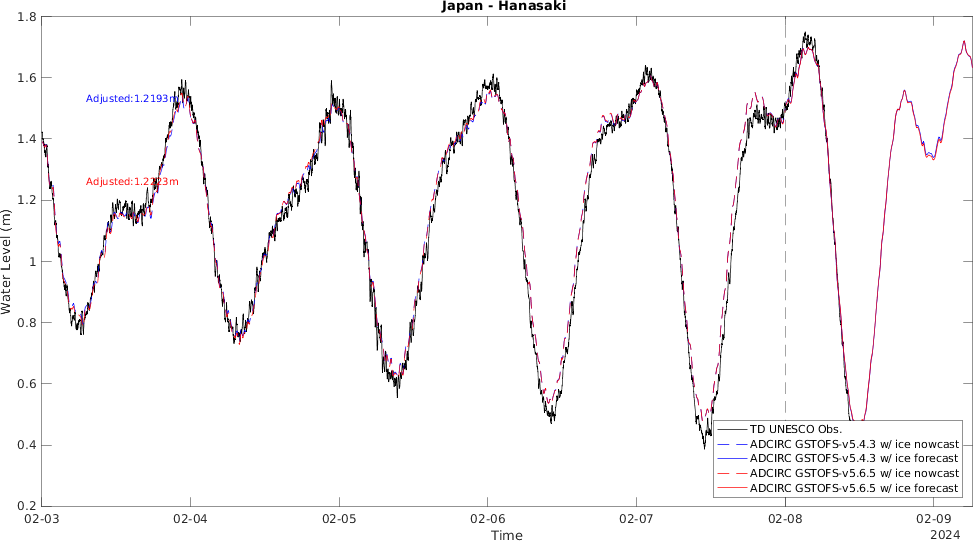 Japan - Hanasaki
1.8
1.6
1.4
1.2
1
0.8
0.6
0.4
0.2
Water Level (m)
Adjusted:1.2193m
Adjusted:1.2223m
TD UNESCO Obs.
ADCIRC GSTOFS-v5.4.3 w/ ice nowcast
ADCIRC GSTOFS-v5.4.3 w/ ice forecast
ADCIRC GSTOFS-v5.6.5 w/ ice nowcast
ADCIRC GSTOFS-v5.6.5 w/ ice forecast
02-03 02-04 02-05 02-06 02-07 02-08 02-09
Time
2024